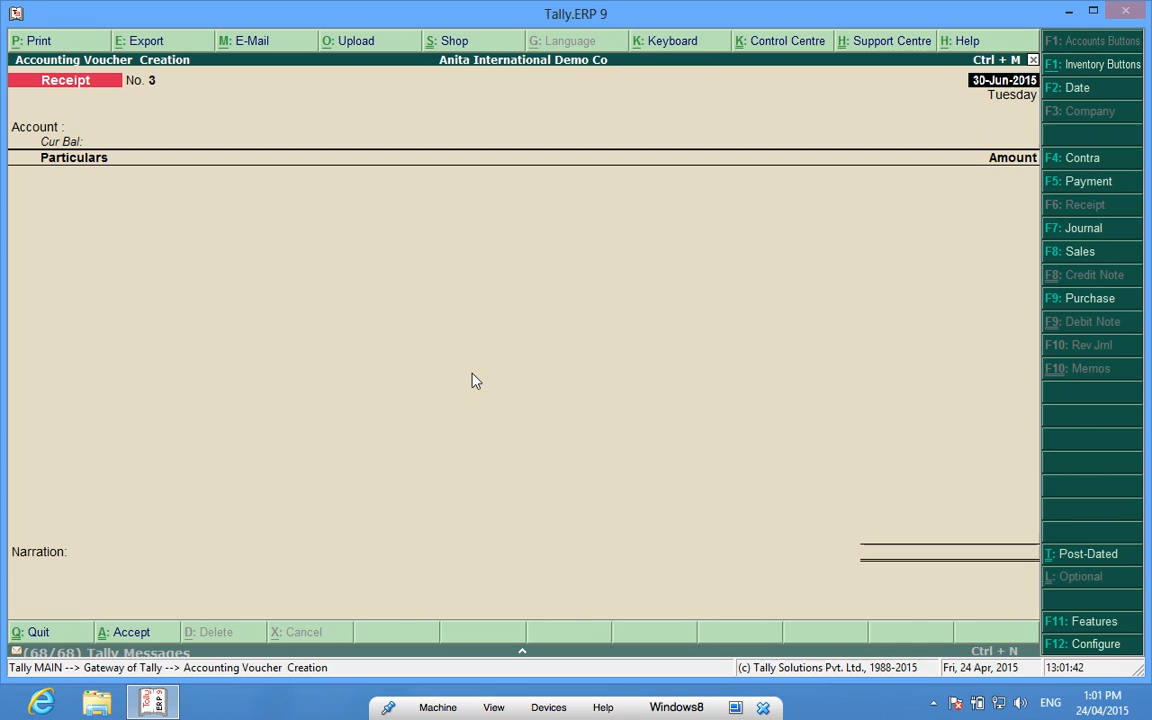 Tally.ERP 9
P: Print E: Export M: E-Mail O: Upload S: Shop G: Language K: Keyboard K: Control Centre H: Support Centre H: Help
F1: Accounts Buttons
Accounting Voucher Creation Anita International Demo Co Ctrl + M
F1: Inventory Buttons
Receipt No. 3 30-Jun-2015
F2: Date
Tuesday
F3: Company
Account :
Cur Bal:
Particulars Amount
F4: Contra
F5: Payment
F6: Receipt
F7: Journal
F8: Sales
F8: Credit Note
F9: Purchase
F9: Debit Note
F10: Rev Jrnl
F10: Memos
Narration:
T: Post-Dated
L: Optional
F11: Features
Q: Quit A: Accept D: Delete X: Cancel
F12: Configure
(68/68) Tally Messages Ctrl + N
Tally MAIN --> Gateway of Tally --> Accounting Voucher Creation (c) Tally Solutions Pvt. Ltd., 1988-2015 Fri, 24 Apr, 2015 13:01:42
Tally ERP 9
Machine View Devices Help Windows8
ENG
1:01 PM
24/04/2015